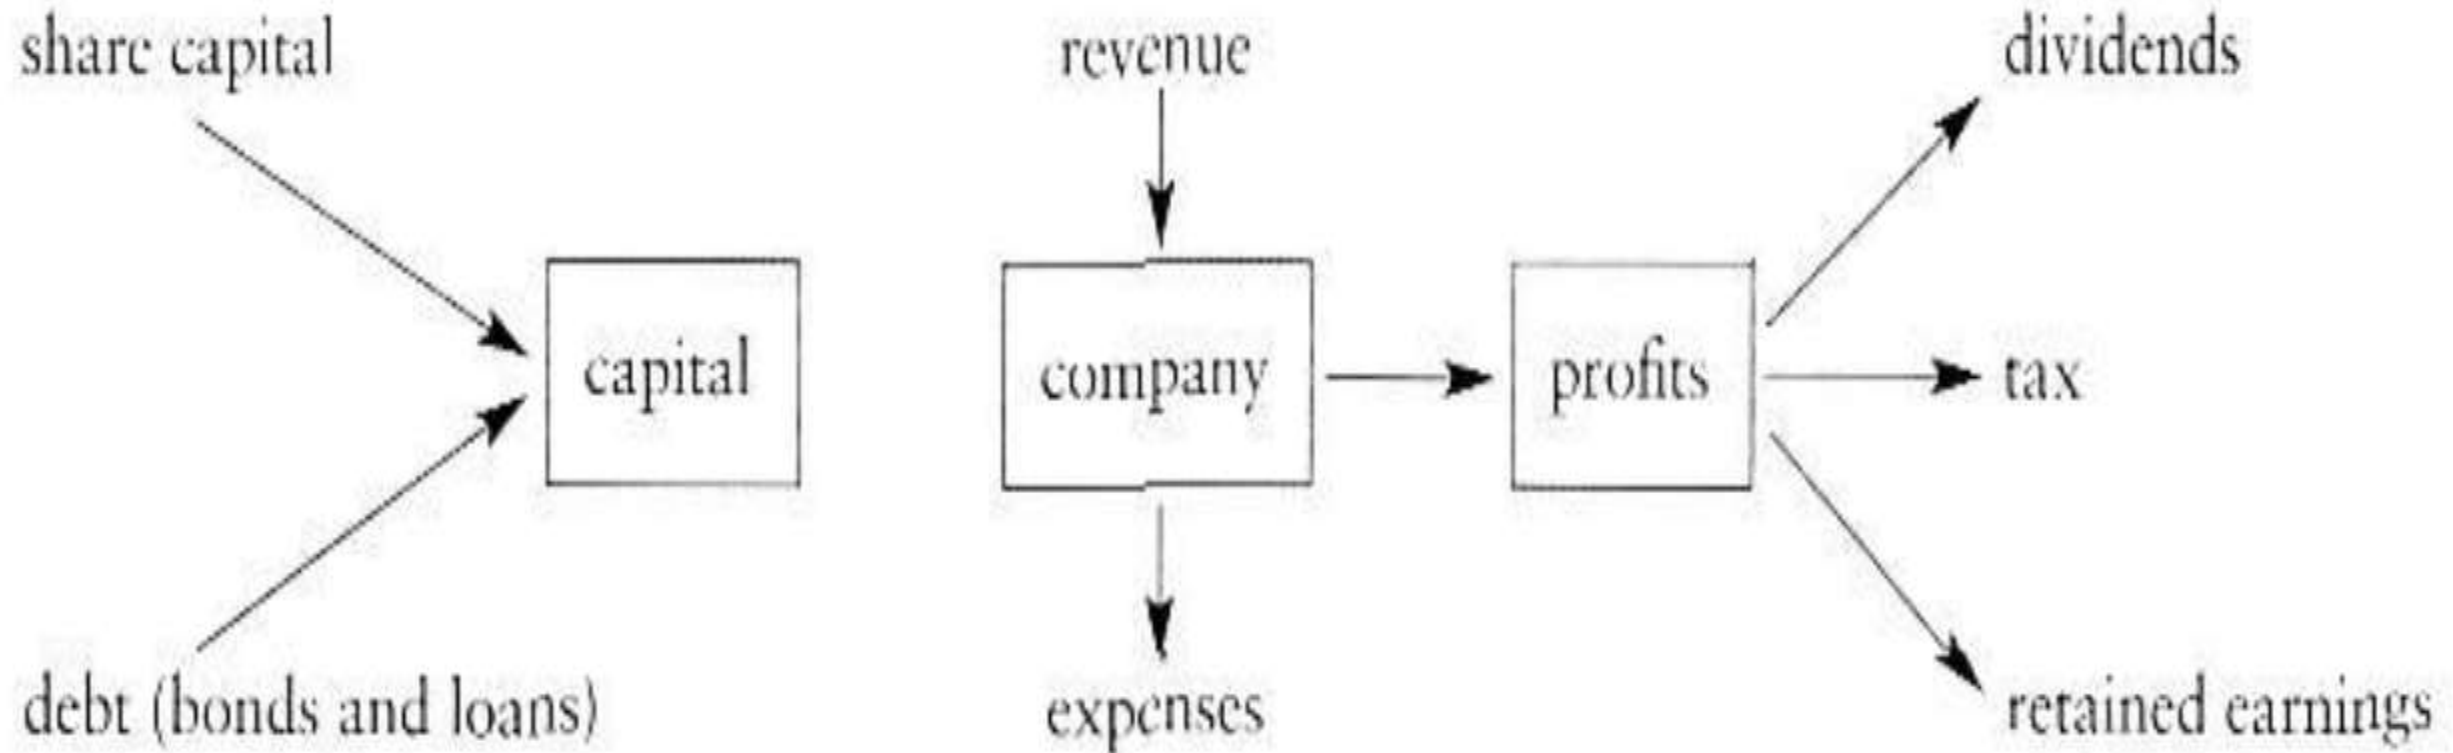 share capital
revenue
dividends
capital
company
profits
tax
debt (bonds and loans)
expenses
retained earnings